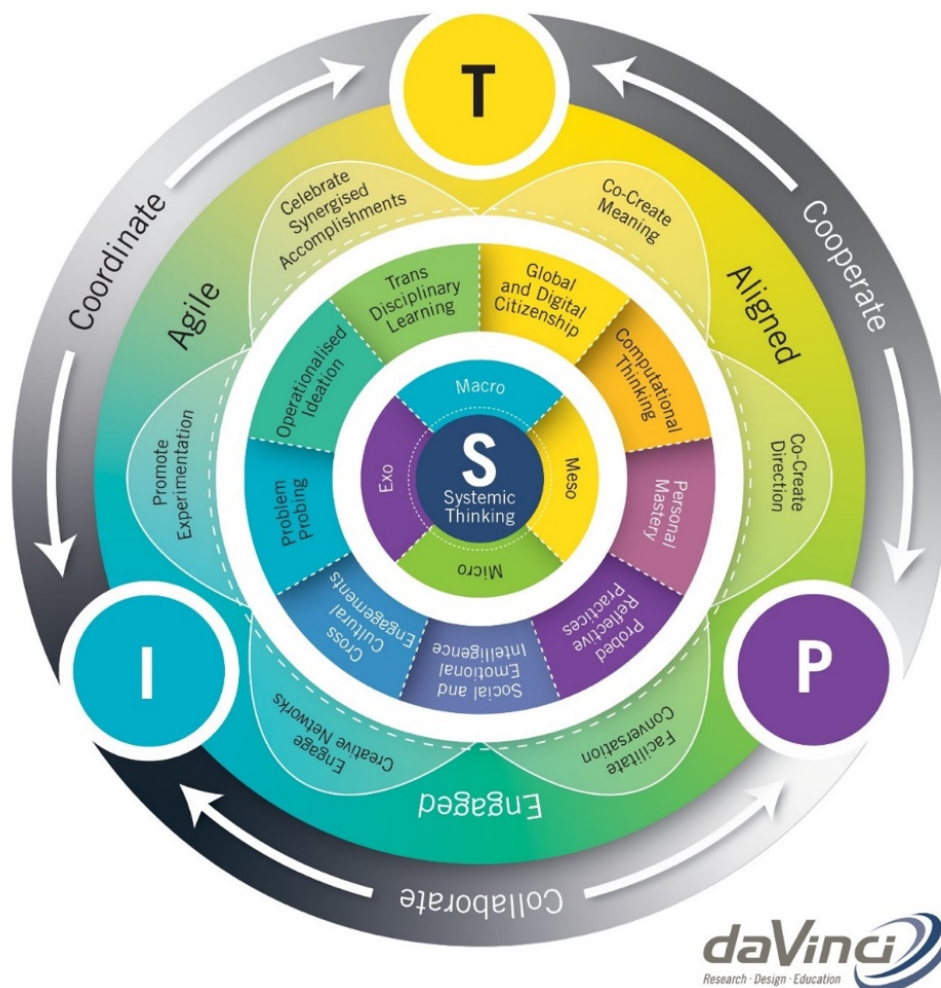 T
Coordinate
Cooperate
Celebrate
Synergised
Accomplishments
Co-Create
Meaning
Agile
Aligned
Trans
Disciplinary
Learning
Global
and Digital
Citizenship
Operationalised
Ideation
Computational
Thinking
Macro
Promote
Experimentation
Problem
Probing
Exo
S
Systemic
Thinking
Meso
Personal
Mastery
Co-Create
Direction
Micro
Cross
Cultural
Engagements
Social and
Emotional
Intelligence
Probed
Reflective
Practices
I
P
Engage
Creative Networks
Facilitate
Conversation
Engaged
Collaborate
daVinci
Research · Design · Education